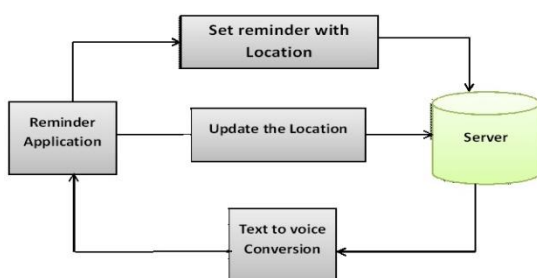 Set reminder with
Location
Reminder
Application
Update the Location
Server
Text to voice
Conversion